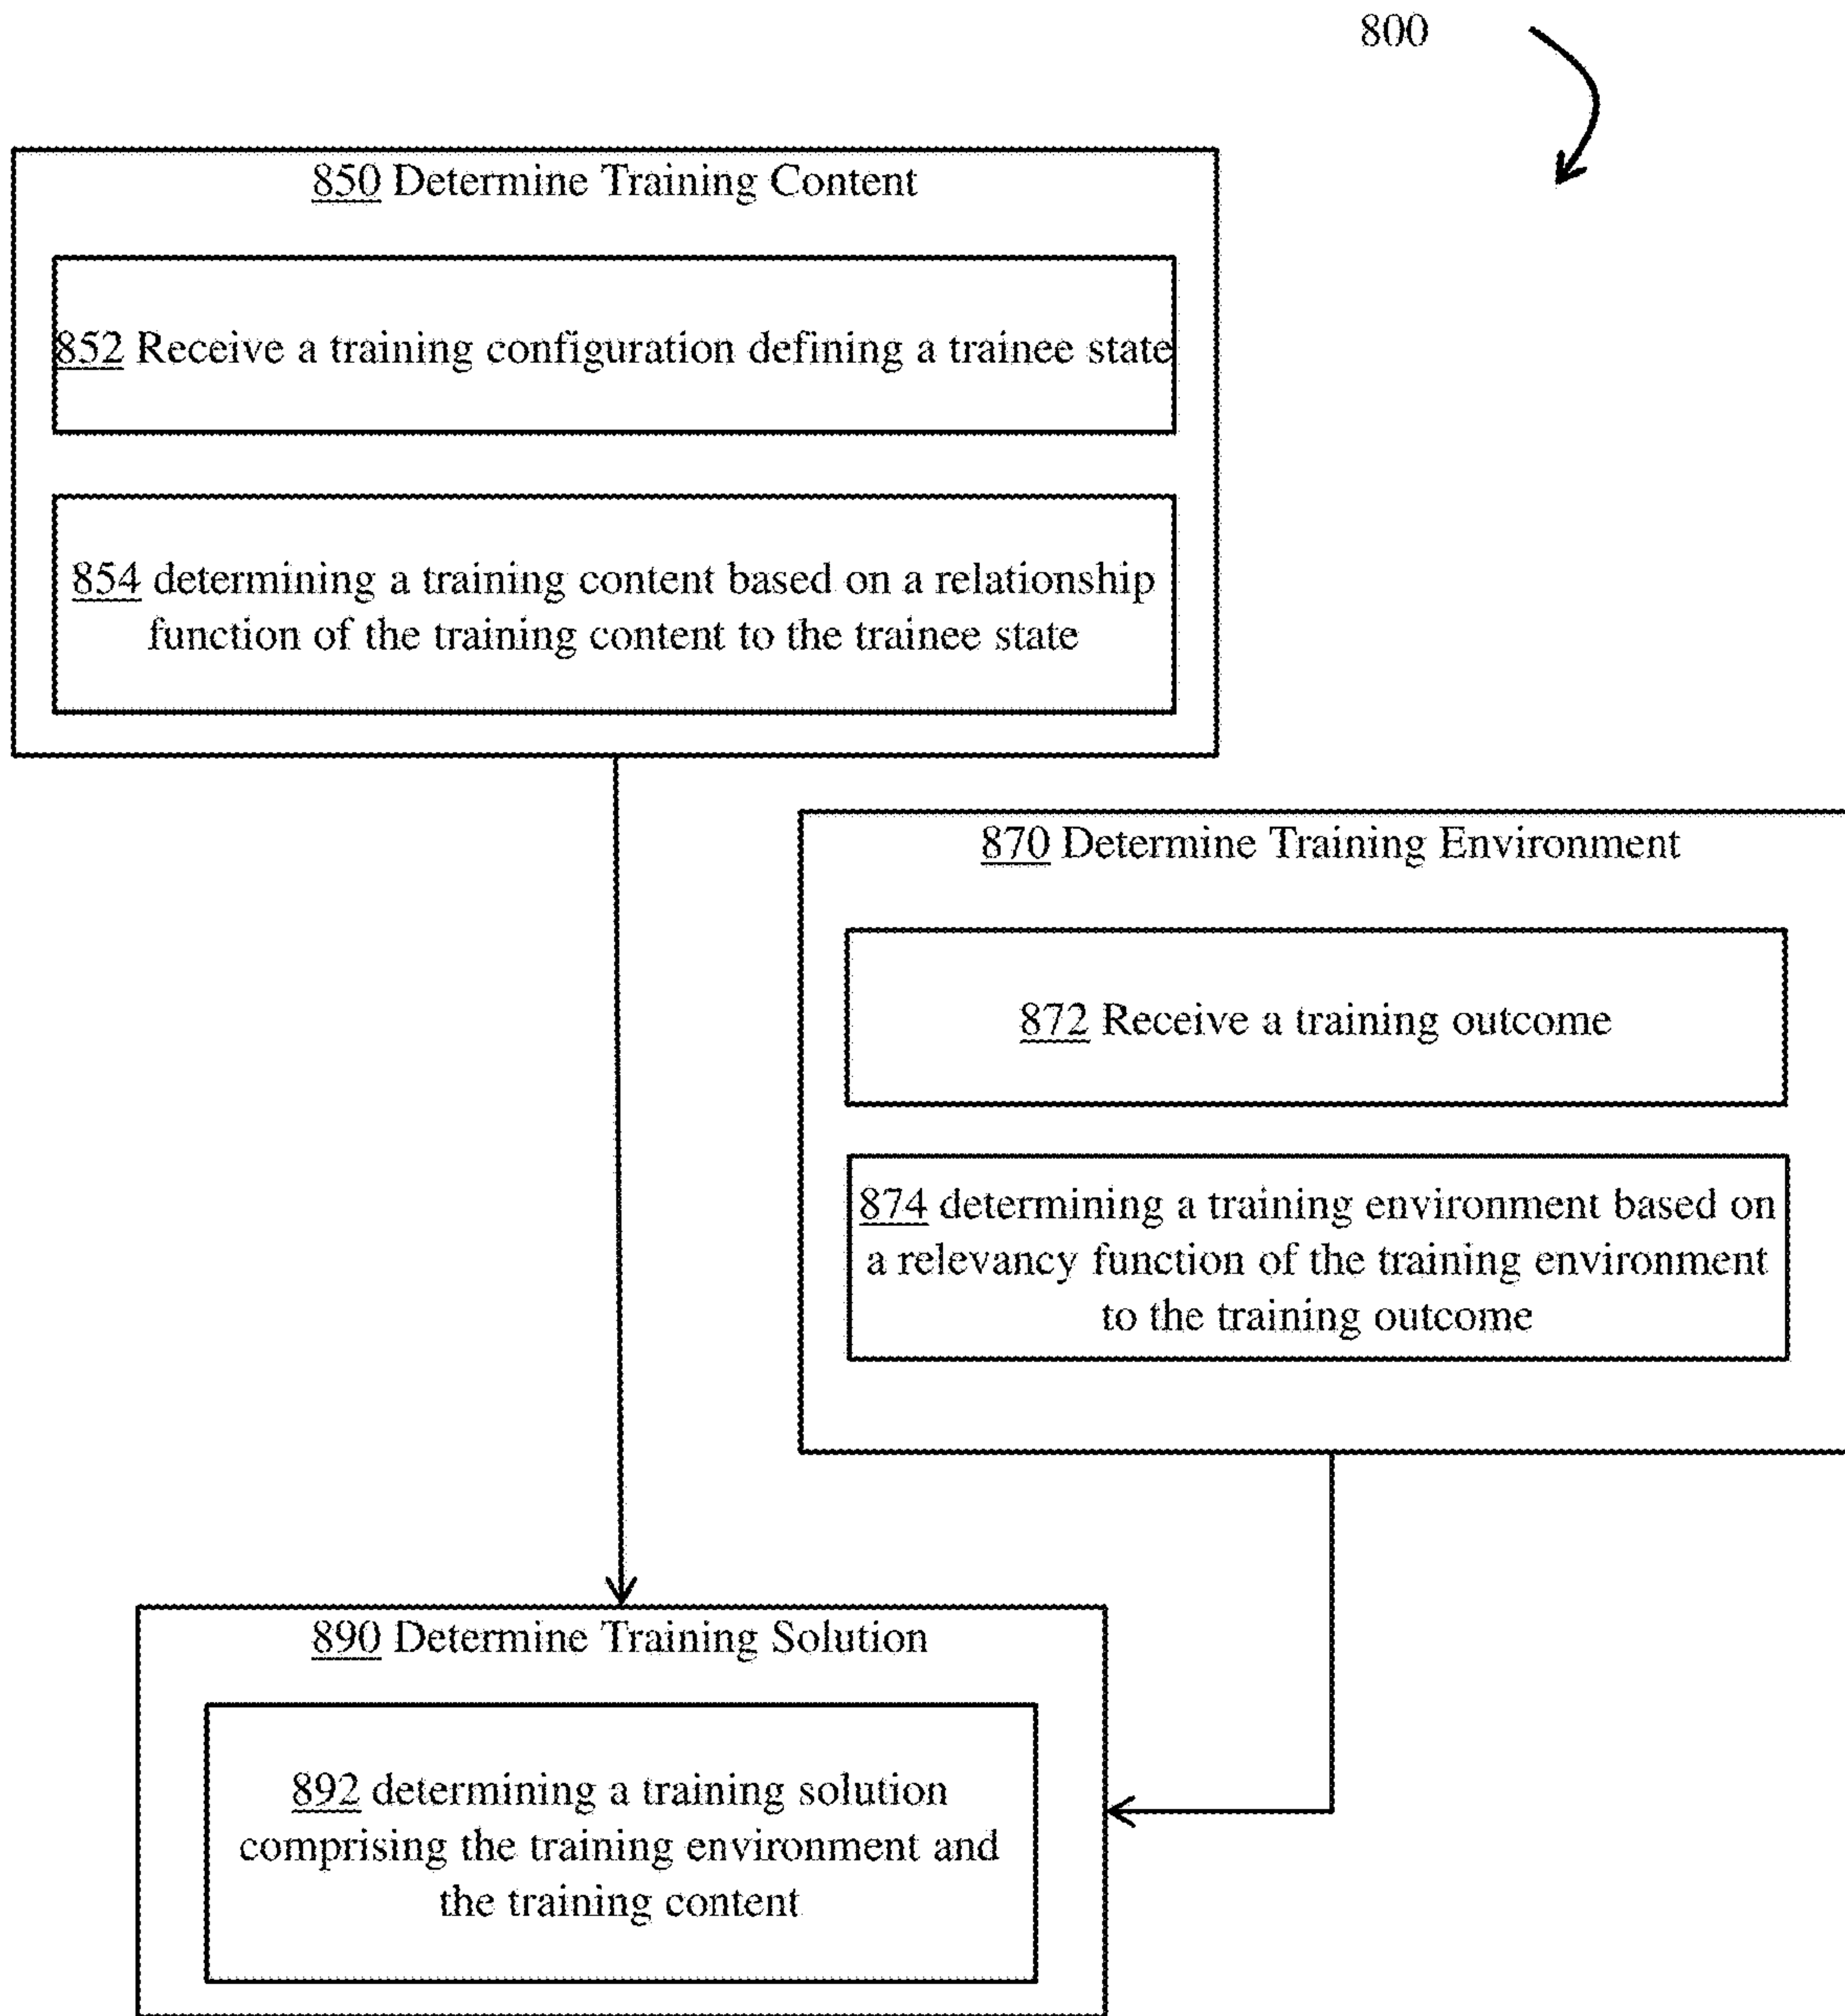 800
850 Determine Training Content
852 Receive a training configuration defining a trainee state
854 determining a training content based on a relationship
function of the training content to the trainee state
870 Determine Training Environment
872 Receive a training outcome
874 determining a training environment based on
a relevancy function of the training environment
to the training outcome
890 Determine Training Solution
892 determining a training solution
comprising the training environment and
the training content